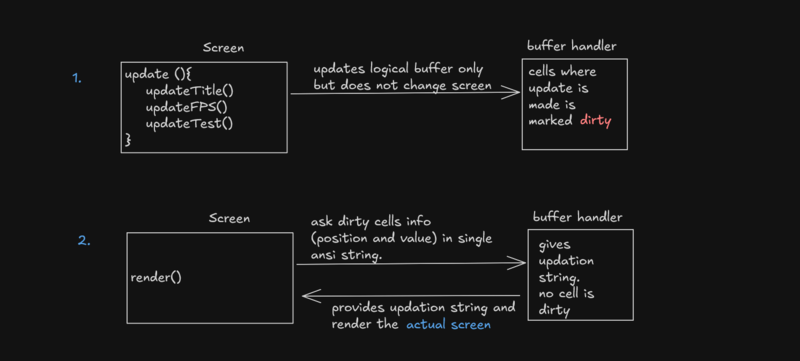 Screen
buffer handler
1.
update (){
updateTitle()
updateFPS()
updateTest()
}
updates logical buffer only
but does not change screen
cells where
update is
made is
marked dirty
Screen
buffer handler
2.
render()
ask dirty cells info
(position and value) in single
ansi string.
provides updation string and
render the actual screen
gives
updation
string.
no cell is
dirty